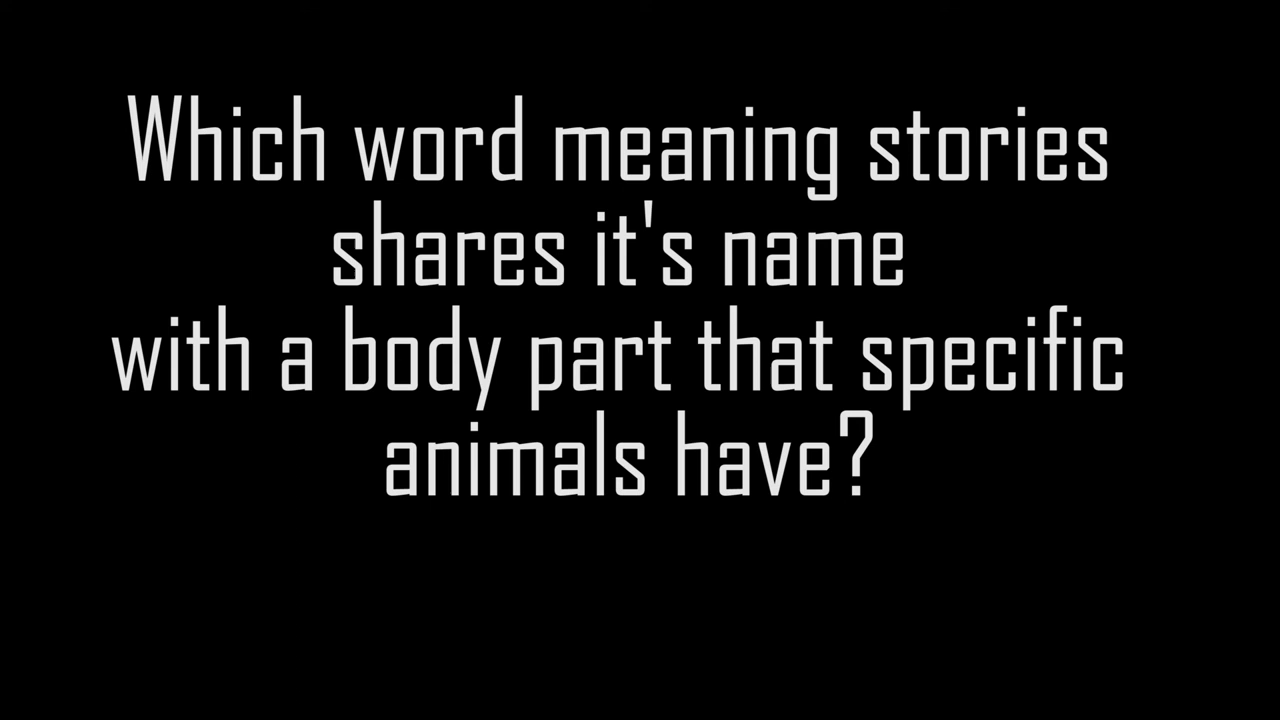 Which word meaning stories
shares it's name
with a body part that specific
animals have?